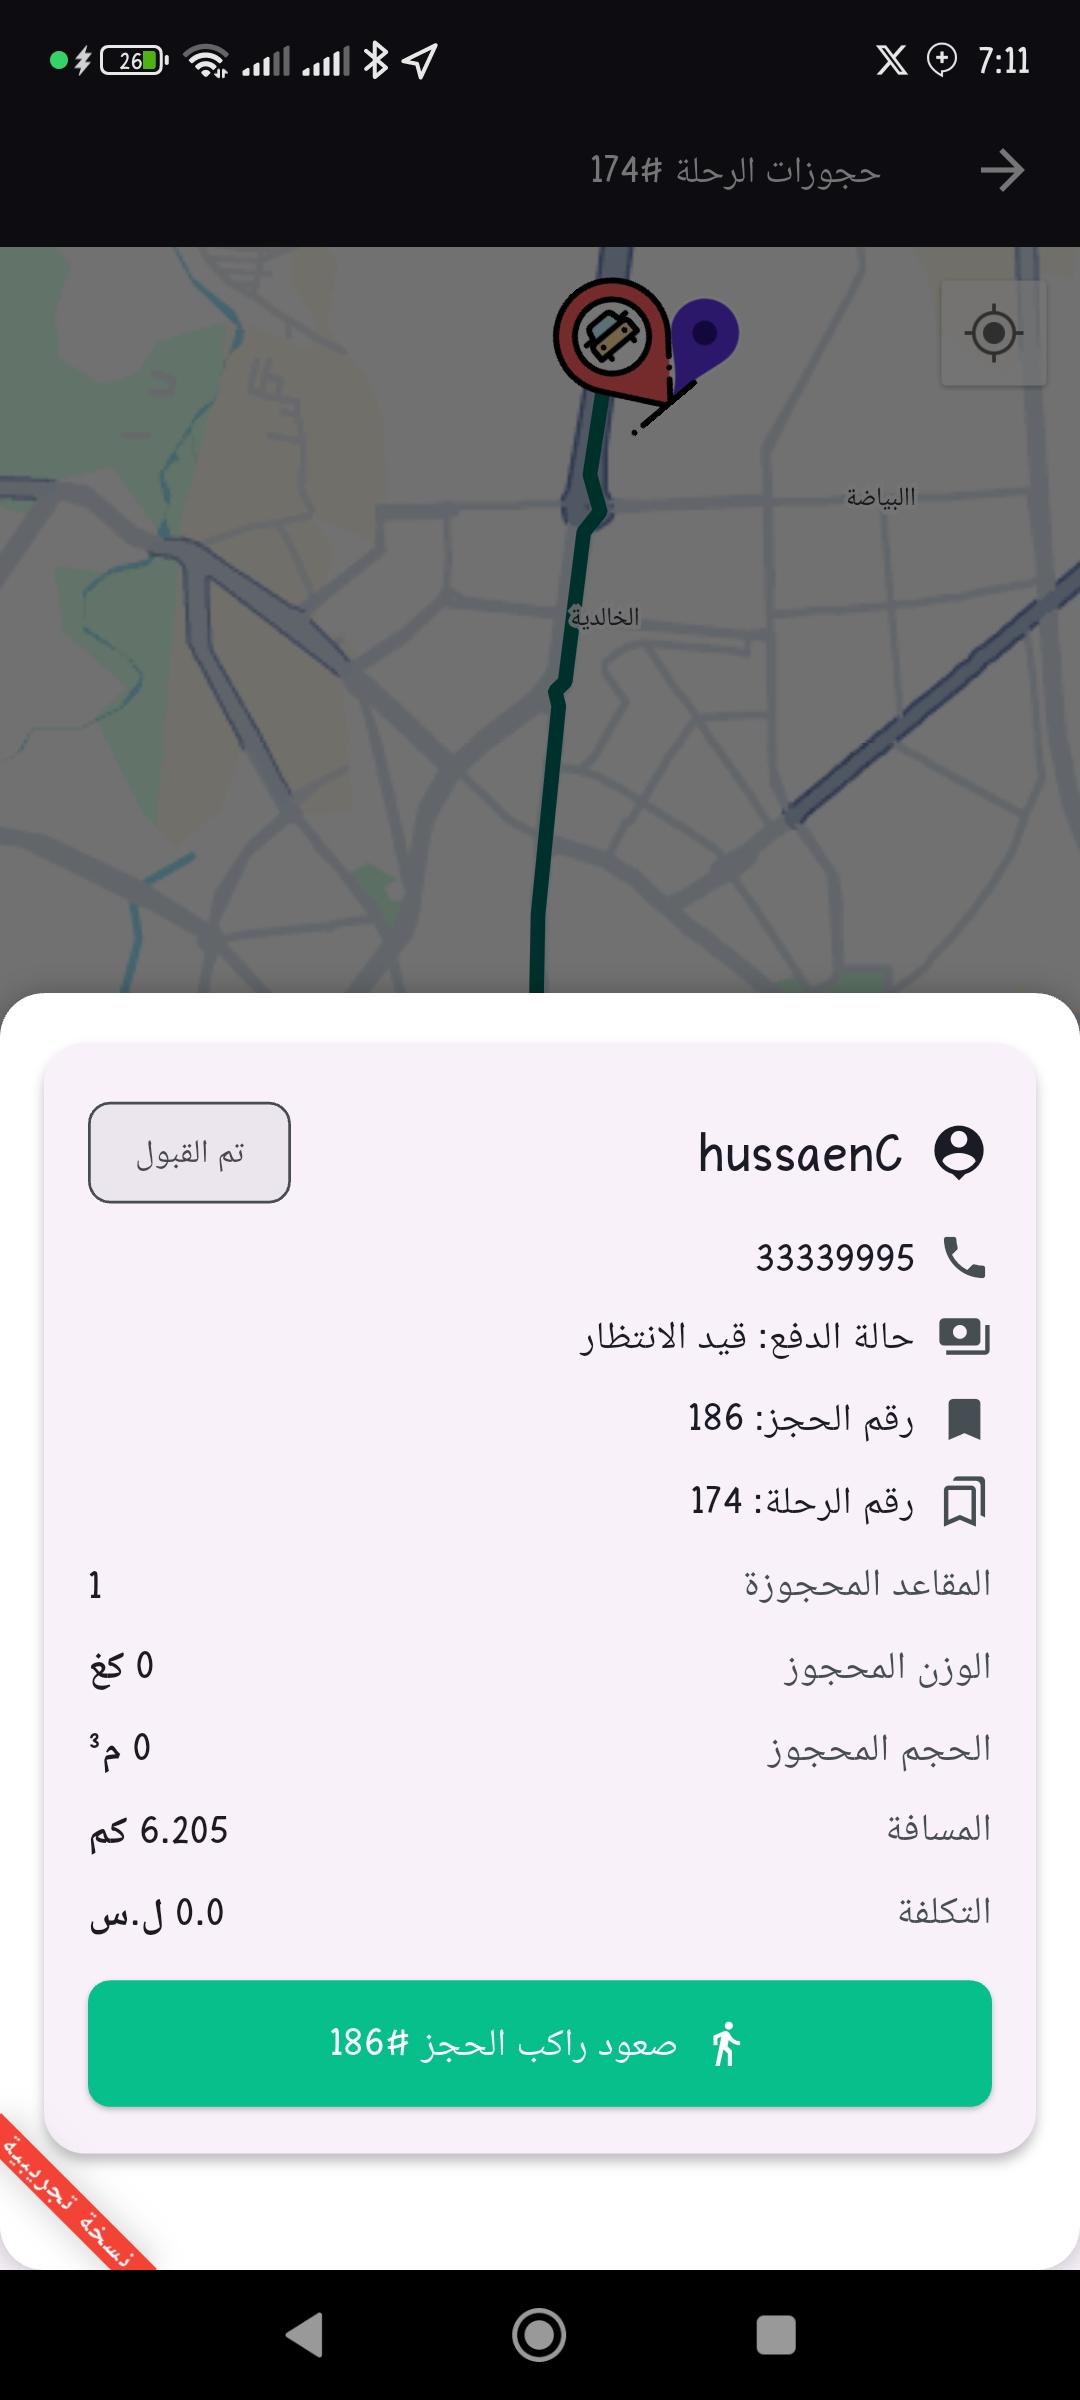 26
7:11
حجوزات الرحلة #174
االبياضة
الخالدية
hussaenC
تم القبول
33339995
حالة الدفع: قيد الانتظار
رقم الحجز: 186
رقم الرحلة: 174
المقاعد المحجوزة 1
الوزن المحجوز 0 كغ
الحجم المحجوز 0 م³
المسافة 6.205 كم
التكلفة 0.0 ل.س
صعود راكب الحجز #186
نسخة تجريبية